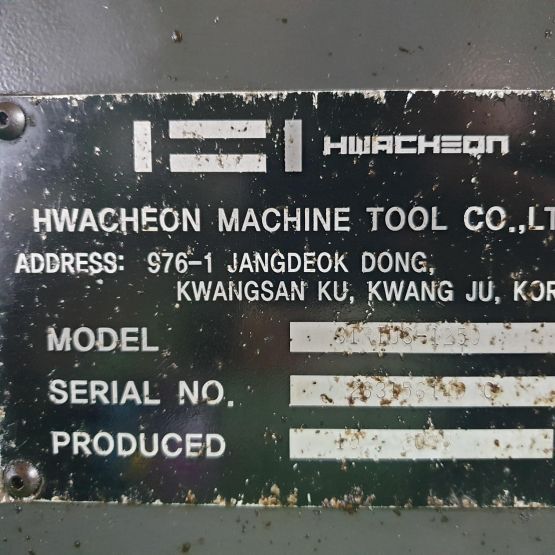 HWACHEON
HWACHEON MACHINE TOOL CO.,LT
ADDRESS: 976-1 JANGDEOK DONG,
KWANGSAN KU, KWANG JU, KOR
MODEL
SERIAL NO.
PRODUCED